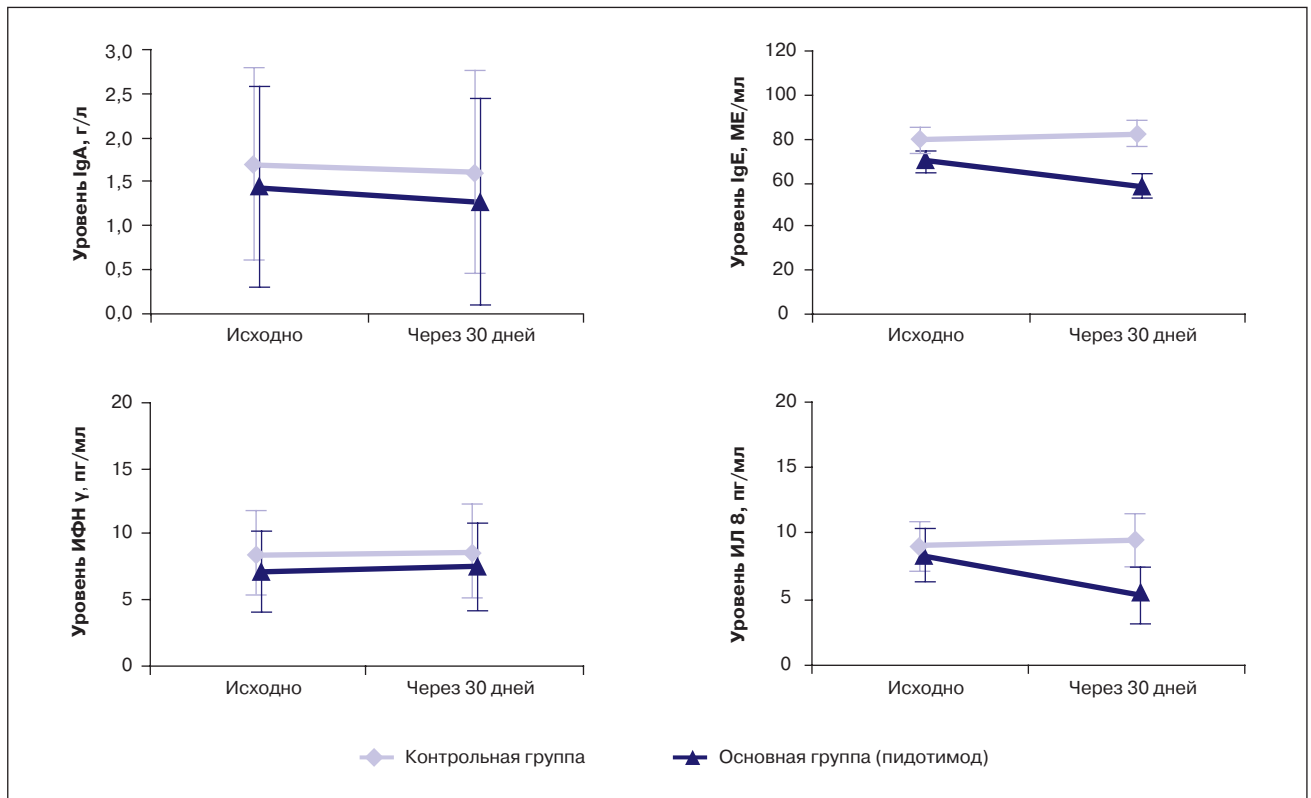 Уровень IgA, г/л
3,0
2,5
2,0
1,5
1,0
0,5
0,0
Исходно
Через 30 дней
Уровень IgE, МЕ/мл
120
100
80
60
40
20
0
Исходно
Через 30 дней
Уровень ИФН γ, пг/мл
20
15
10
5
0
Исходно
Через 30 дней
Уровень ИЛ 8, пг/мл
20
15
10
5
0
Исходно
Через 30 дней
Контрольная группа
Основная группа (пидотимод)